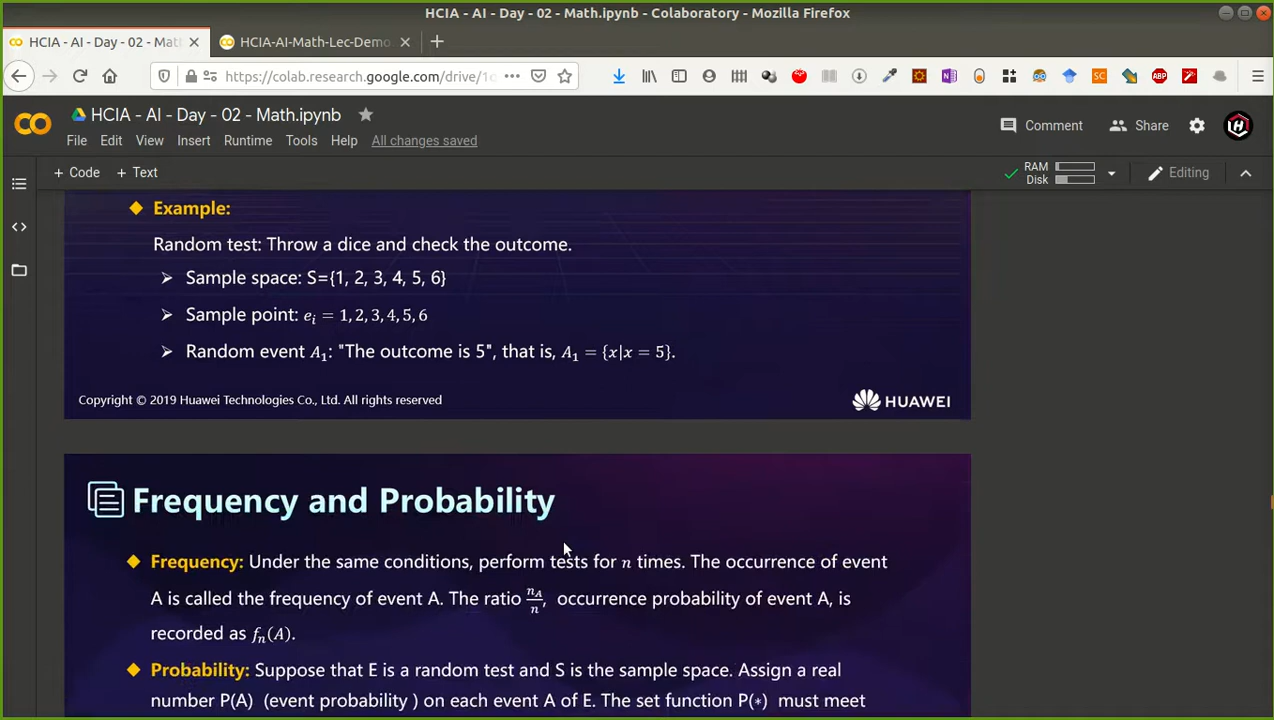 HCIA - AI - Day - 02 - Math.ipynb - Colaboratory - Mozilla Firefox
HCIA - AI - Day - 02 - Mat
HCIA-AI-Math-Lec-Demo
https://colab.research.google.com/drive/1
HCIA - AI - Day - 02 - Math.ipynb
Comment Share
File Edit View Insert Runtime Tools Help All changes saved
+ Code + Text
RAM
Disk
Editing
Example:
Random test: Throw a dice and check the outcome.
Sample space: S={1, 2, 3, 4, 5, 6}
Sample point: eᵢ = 1, 2, 3, 4, 5, 6
Random event A₁: "The outcome is 5", that is, A₁ = {x|x = 5}.
Copyright © 2019 Huawei Technologies Co., Ltd. All rights reserved
HUAWEI
Frequency and Probability
Frequency: Under the same conditions, perform tests for n times. The occurrence of event
A is called the frequency of event A. The ratio n_A/n, occurrence probability of event A, is
recorded as fₙ(A).
Probability: Suppose that E is a random test and S is the sample space. Assign a real
number P(A) (event probability ) on each event A of E. The set function P(*) must meet